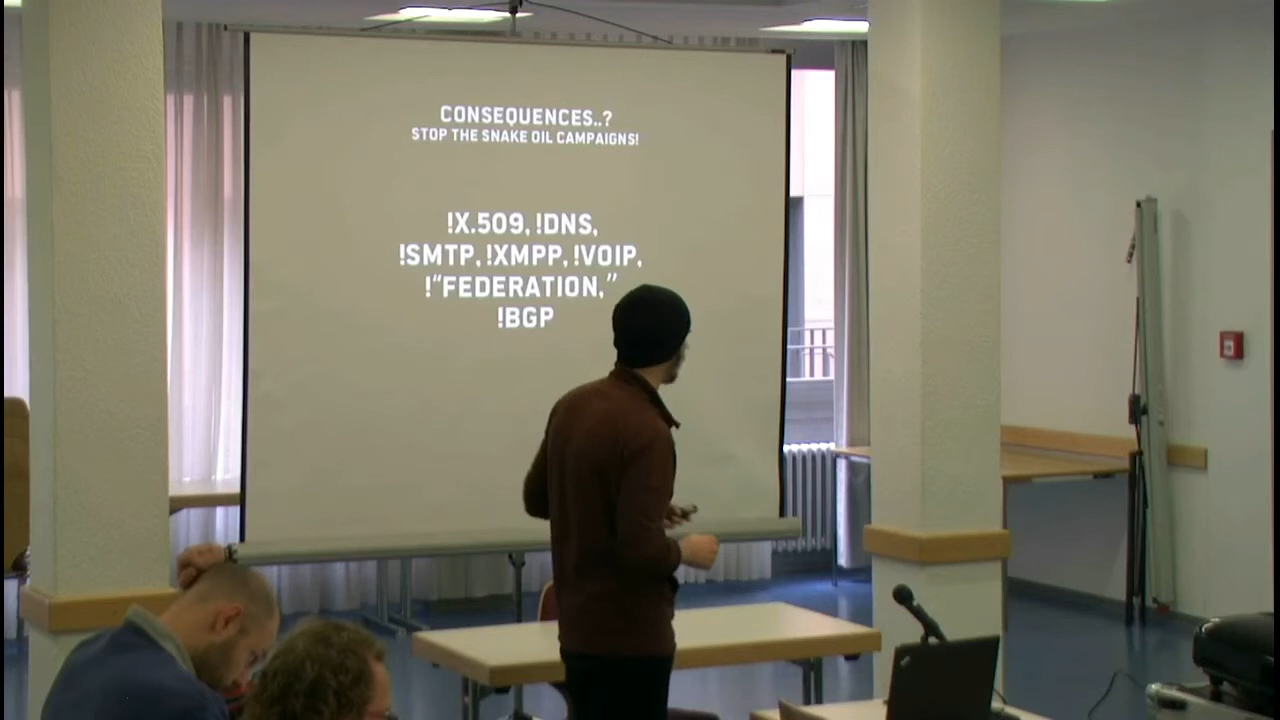 CONSEQUENCES..?
STOP THE SNAKE OIL CAMPAIGNS!
!X.509, !DNS,
!SMTP, !XMPP, !VOIP,
!“FEDERATION,”
!BGP